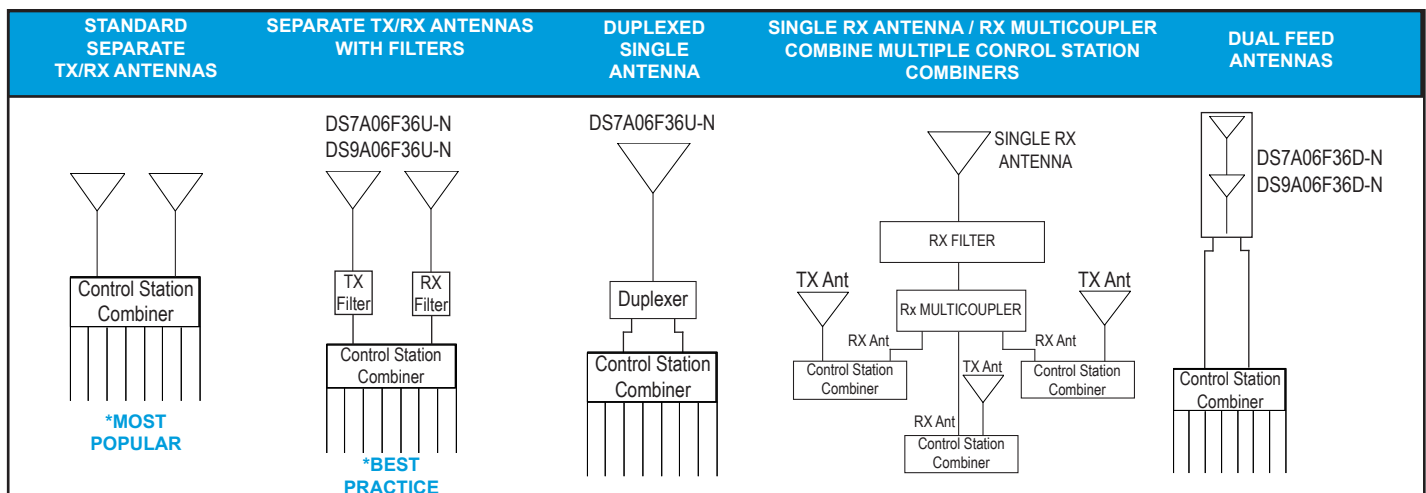 STANDARD
SEPARATE
TX/RX ANTENNAS
SEPARATE TX/RX ANTENNAS
WITH FILTERS
DUPLEXED
SINGLE
ANTENNA
SINGLE RX ANTENNA / RX MULTICOUPLER
COMBINE MULTIPLE CONROL STATION
COMBINERS
DUAL FEED
ANTENNAS
Control Station
Combiner
*MOST
POPULAR
DS7A06F36U-N
DS9A06F36U-N
TX
Filter
RX
Filter
Control Station
Combiner
*BEST
PRACTICE
DS7A06F36U-N
Duplexer
Control Station
Combiner
SINGLE RX
ANTENNA
RX FILTER
TX Ant
TX Ant
Rx MULTICOUPLER
RX Ant
RX Ant
Control Station
Combiner
TX Ant
Control Station
Combiner
RX Ant
Control Station
Combiner
DS7A06F36D-N
DS9A06F36D-N
Control Station
Combiner